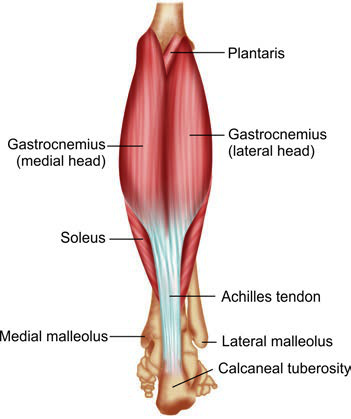 Plantaris
Gastrocnemius
(medial head)
Gastrocnemius
(lateral head)
Soleus
Achilles tendon
Medial malleolus
Lateral malleolus
Calcaneal tuberosity